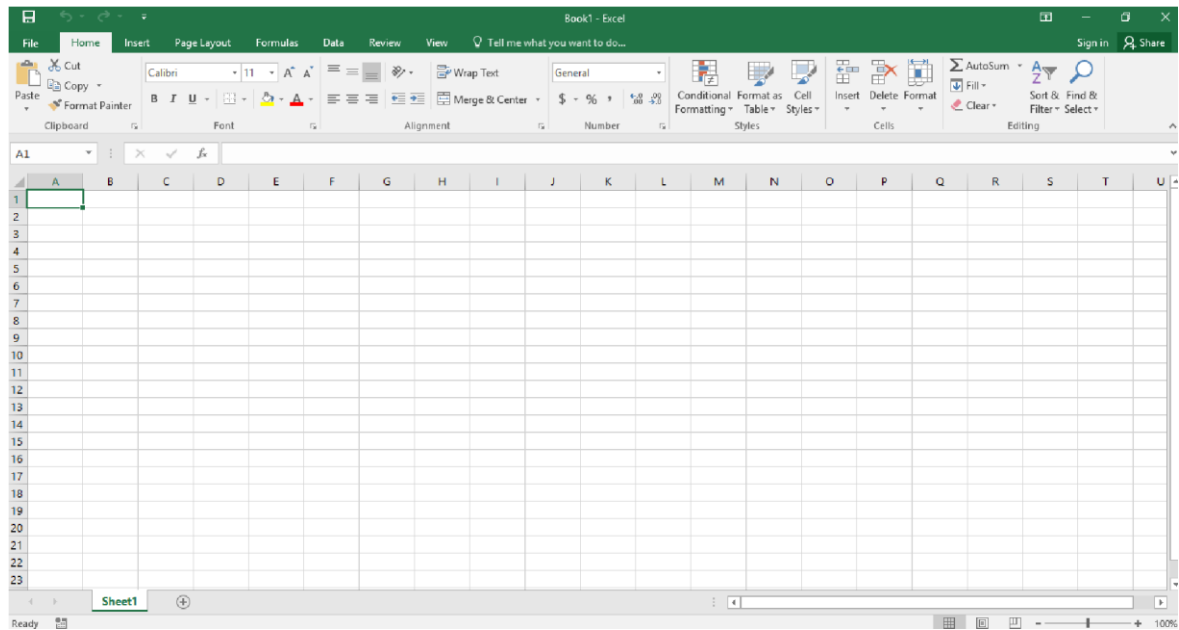 Book1 - Excel
File Home Insert Page Layout Formulas Data Review View Tell me what you want to do... Sign in Share
Paste Cut Copy Format Painter
Calibri 11 A A Wrap Text General Conditional Formatting Format as Table Cell Styles Insert Delete Format AutoSum Fill Clear Sort & Filter Find & Select
B I U A Merge & Center $ % ,
Clipboard Font Alignment Number Styles Cells Editing
A1 fx
A B C D E F G H I J K L M N O P Q R S T U
1
2
3
4
5
6
7
8
9
10
11
12
13
14
15
16
17
18
19
20
21
22
23
Sheet1
Ready 100%